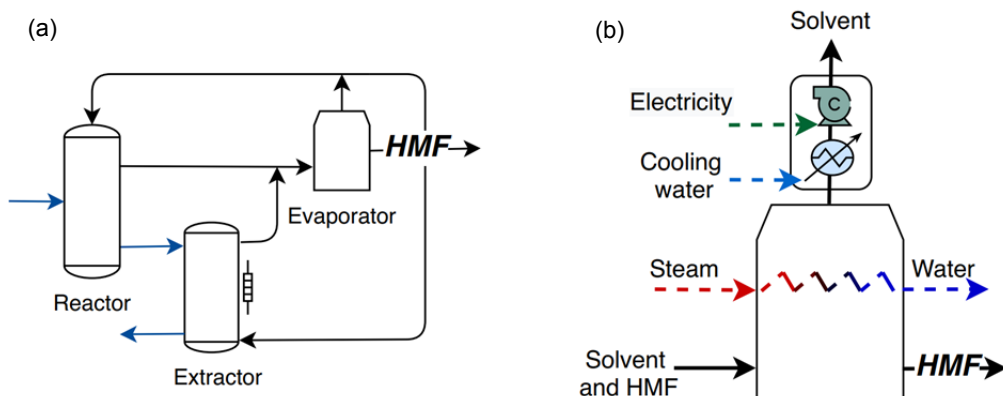 (a)
HMF
Evaporator
Reactor
Extractor
(b)
Solvent
Electricity
C
Cooling
water
Steam
Water
Solvent
and HMF
HMF